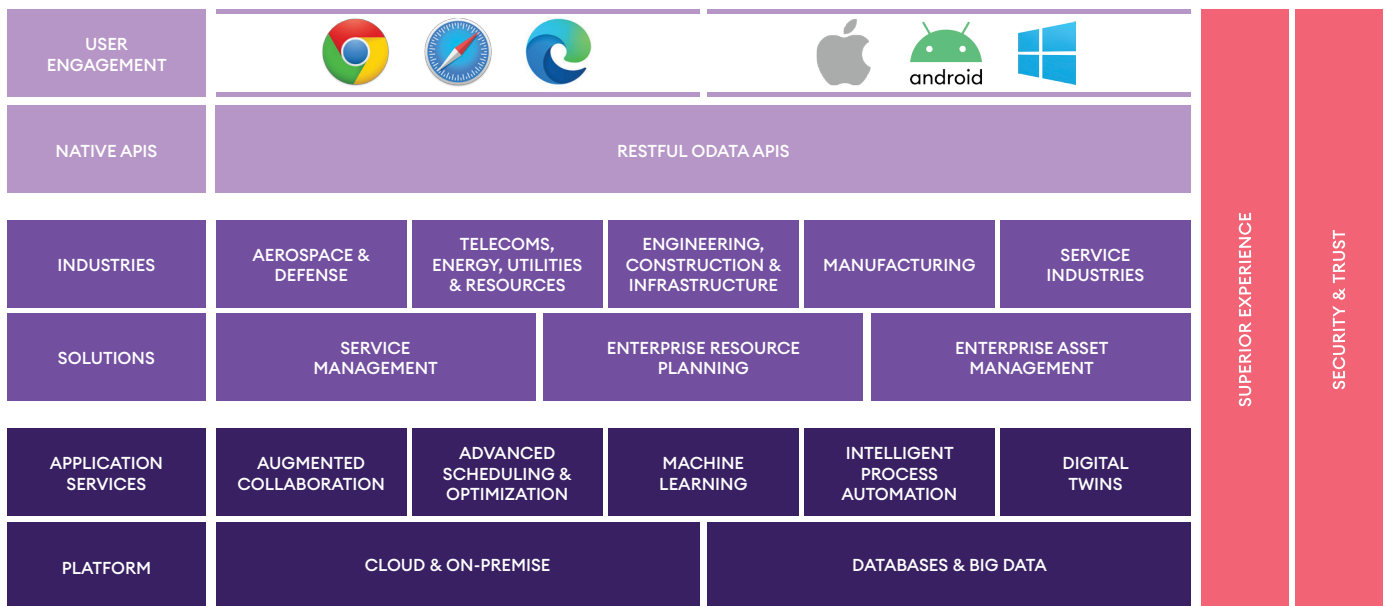 USER
ENGAGEMENT
android
NATIVE APIS
RESTFUL ODATA APIS
INDUSTRIES
AEROSPACE &
DEFENSE
TELECOMS,
ENERGY, UTILITIES
& RESOURCES
ENGINEERING,
CONSTRUCTION &
INFRASTRUCTURE
MANUFACTURING
SERVICE
INDUSTRIES
SOLUTIONS
SERVICE
MANAGEMENT
ENTERPRISE RESOURCE
PLANNING
ENTERPRISE ASSET
MANAGEMENT
APPLICATION
SERVICES
AUGMENTED
COLLABORATION
ADVANCED
SCHEDULING &
OPTIMIZATION
MACHINE
LEARNING
INTELLIGENT
PROCESS
AUTOMATION
DIGITAL
TWINS
PLATFORM
CLOUD & ON-PREMISE
DATABASES & BIG DATA
SUPERIOR EXPERIENCE
SECURITY & TRUST